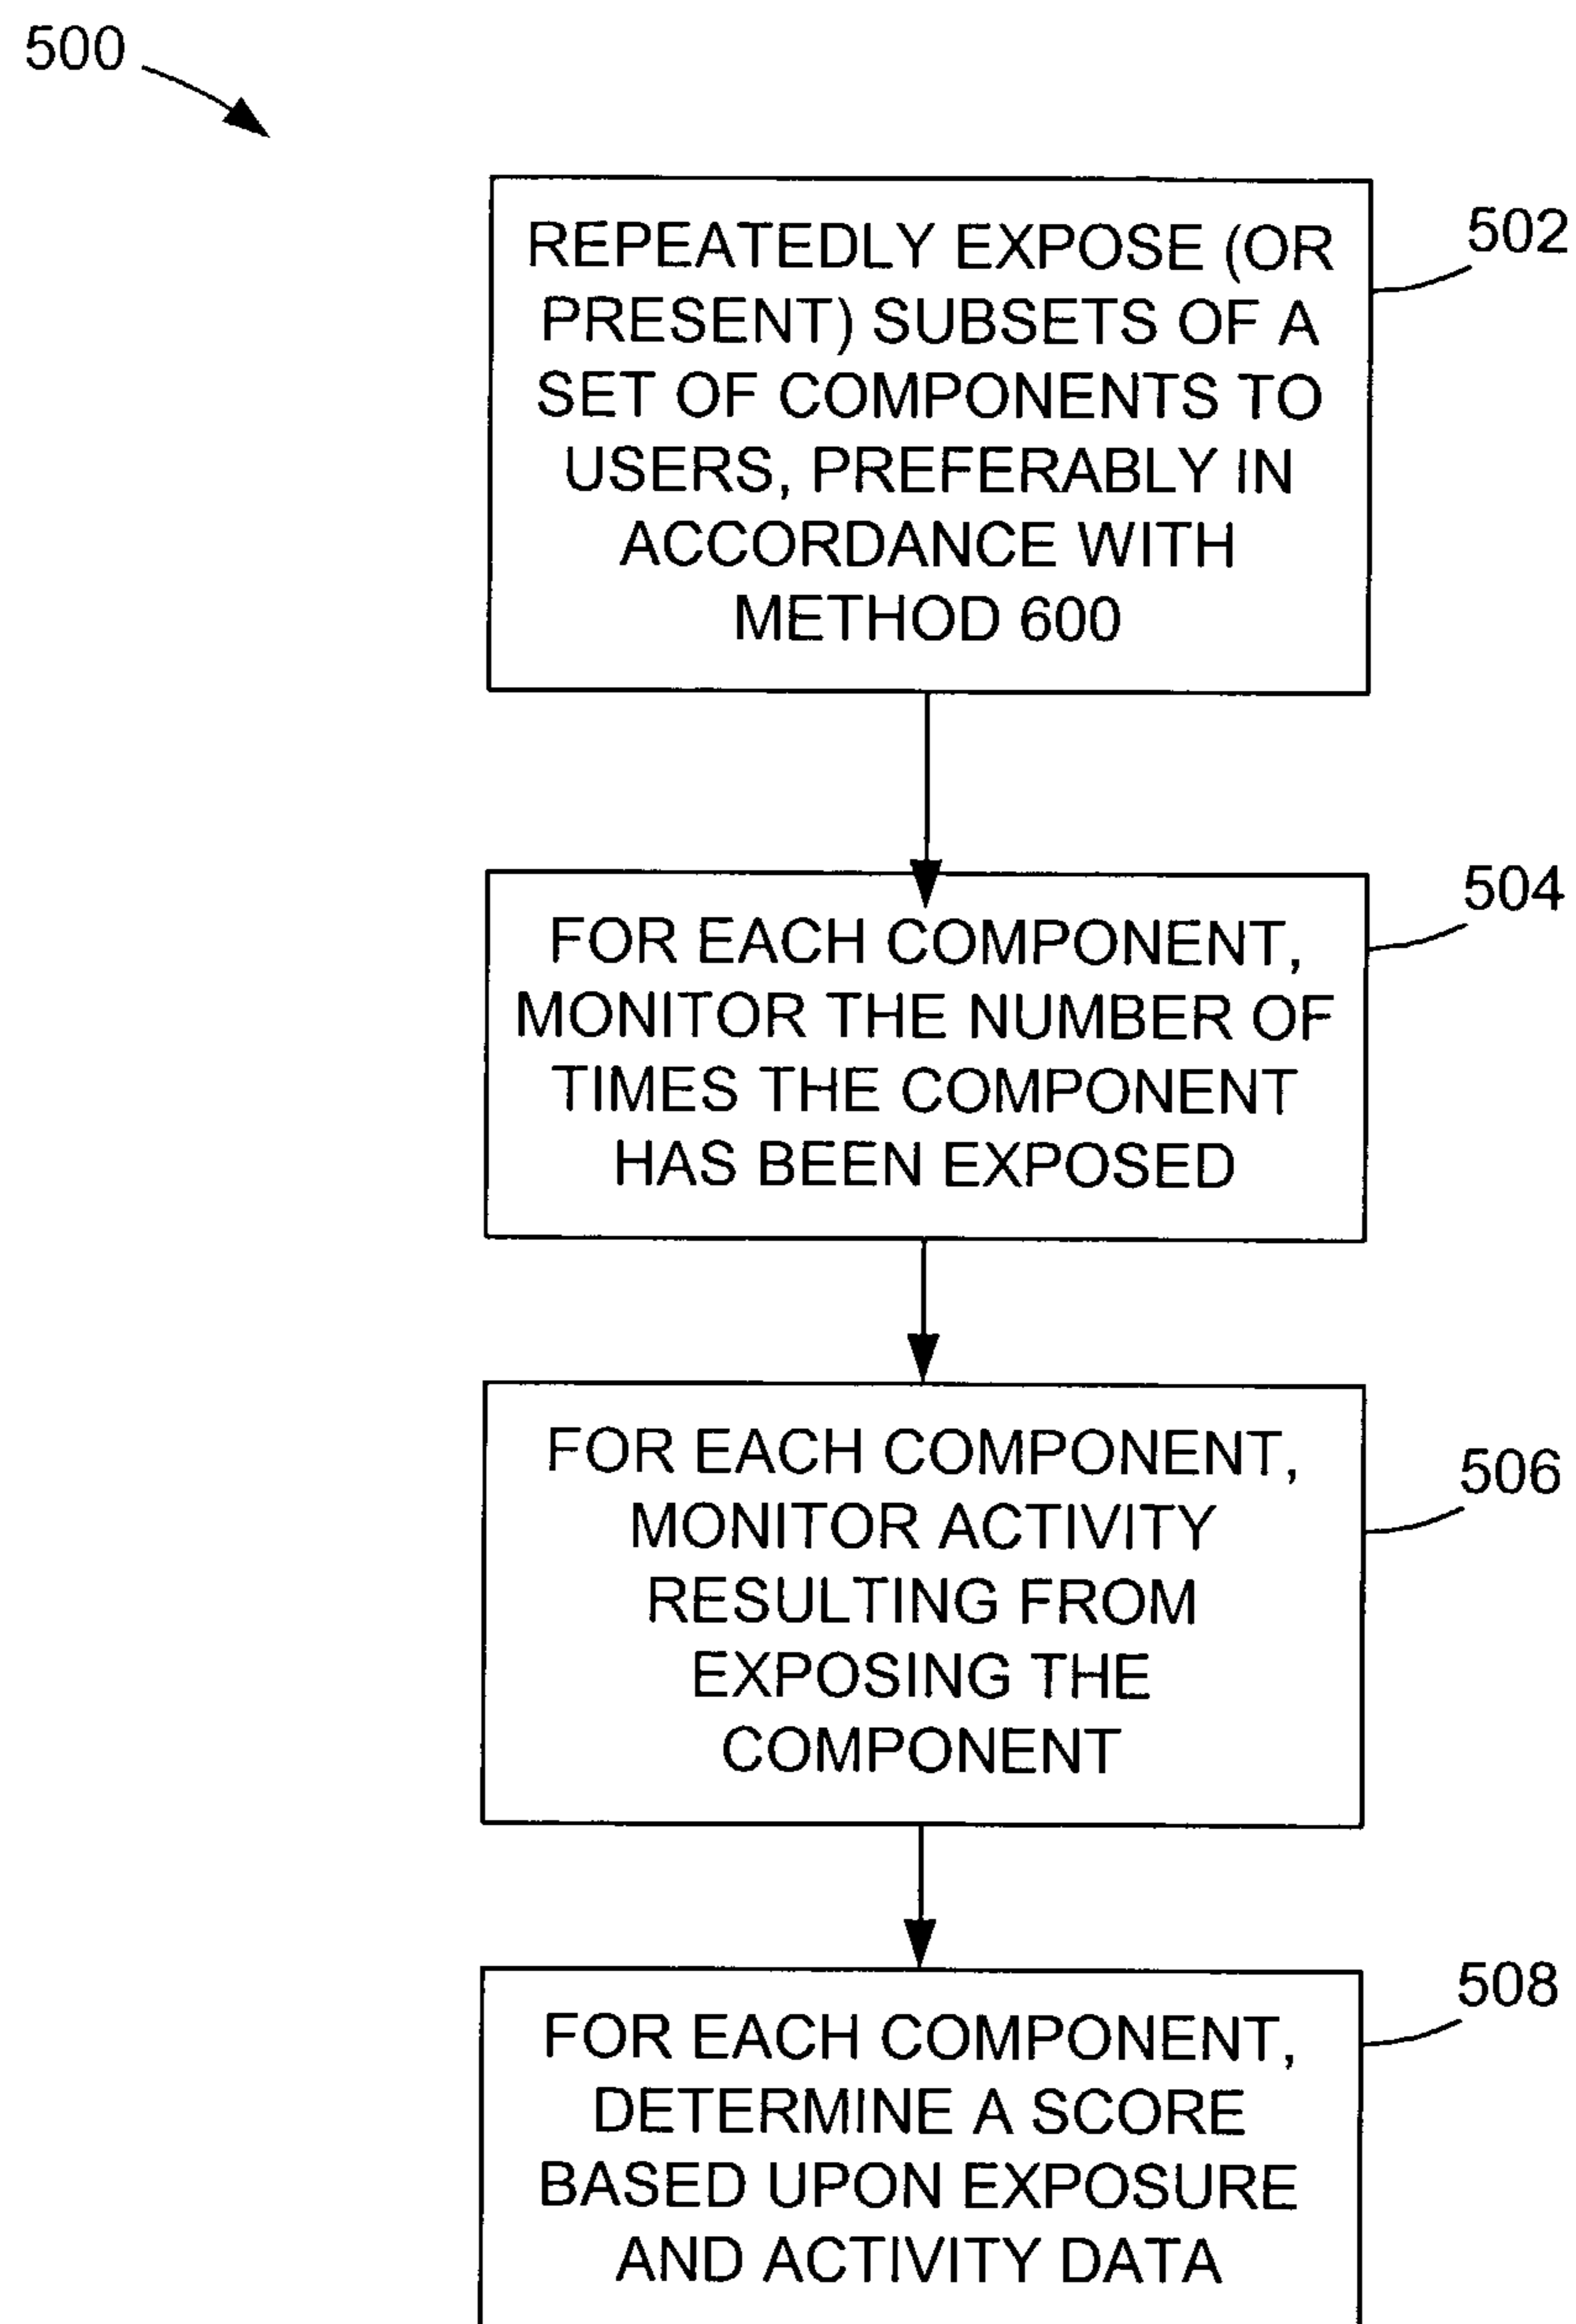 500
REPEATEDLY EXPOSE (OR
PRESENT) SUBSETS OF A
SET OF COMPONENTS TO
USERS, PREFERABLY IN
ACCORDANCE WITH
METHOD 600
502
FOR EACH COMPONENT,
MONITOR THE NUMBER OF
TIMES THE COMPONENT
HAS BEEN EXPOSED
504
FOR EACH COMPONENT,
MONITOR ACTIVITY
RESULTING FROM
EXPOSING THE
COMPONENT
506
FOR EACH COMPONENT,
DETERMINE A SCORE
BASED UPON EXPOSURE
AND ACTIVITY DATA
508